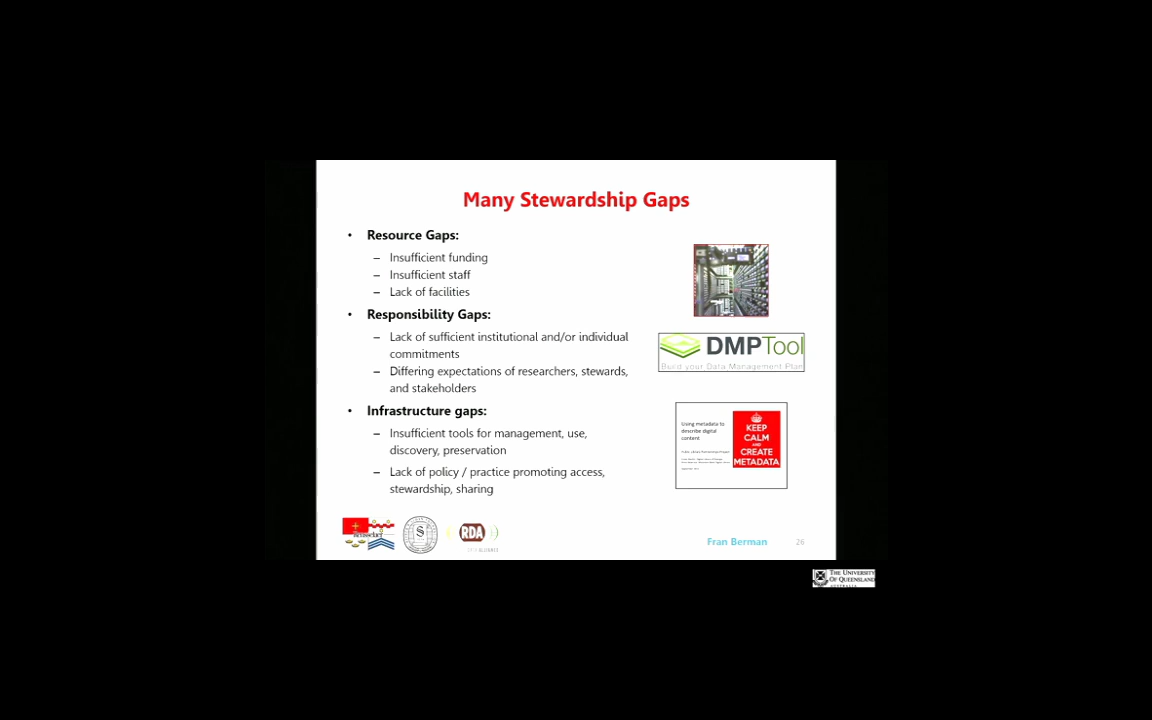 Many Stewardship Gaps
• Resource Gaps:
– Insufficient funding
– Insufficient staff
– Lack of facilities
• Responsibility Gaps:
– Lack of sufficient institutional and/or individual
commitments
– Differing expectations of researchers, stewards,
and stakeholders
• Infrastructure gaps:
– Insufficient tools for management, use,
discovery, preservation
– Lack of policy / practice promoting access,
stewardship, sharing
DMPTool
Build your Data Management Plan
Using metadata to
describe digital
content
KEEP
CALM
AND
CREATE
METADATA
Rensselaer
RDA
ALLIANCE
Fran Berman
26
THE UNIVERSITY
OF QUEENSLAND
AUSTRALIA